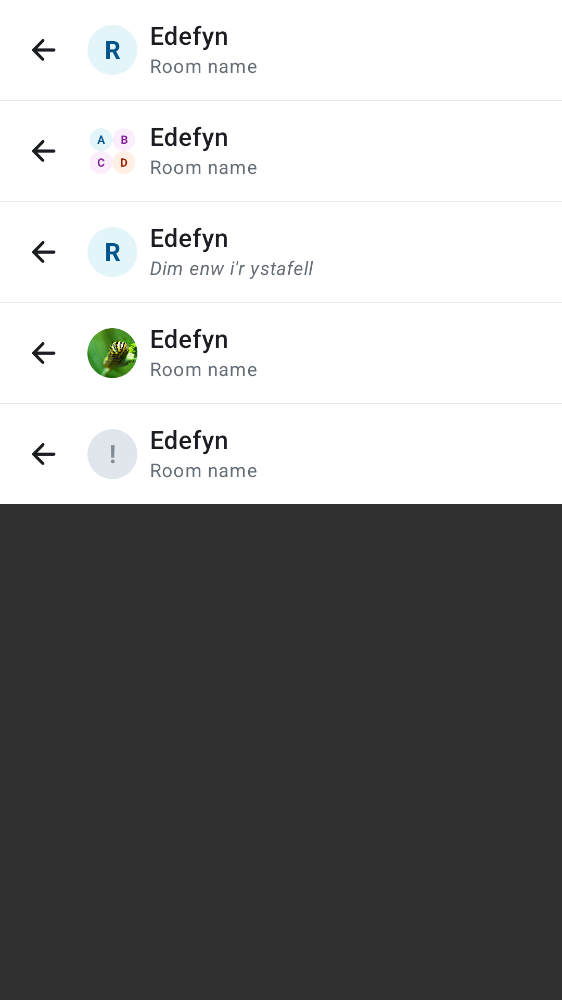 R
Edefyn
Room name
A B
C D
Edefyn
Room name
R
Edefyn
Dim enw i'r ystafell
Edefyn
Room name
!
Edefyn
Room name